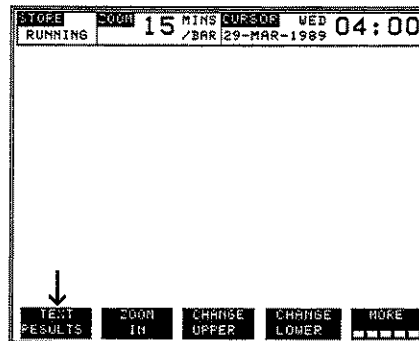 STORE ZOOM 15 MINS /BAR CURSOR WED 04:00
RUNNING 29-MAR-1989
TEXT RESULTS
ZOOM IN
CHANGE UPPER
CHANGE LOWER
MORE